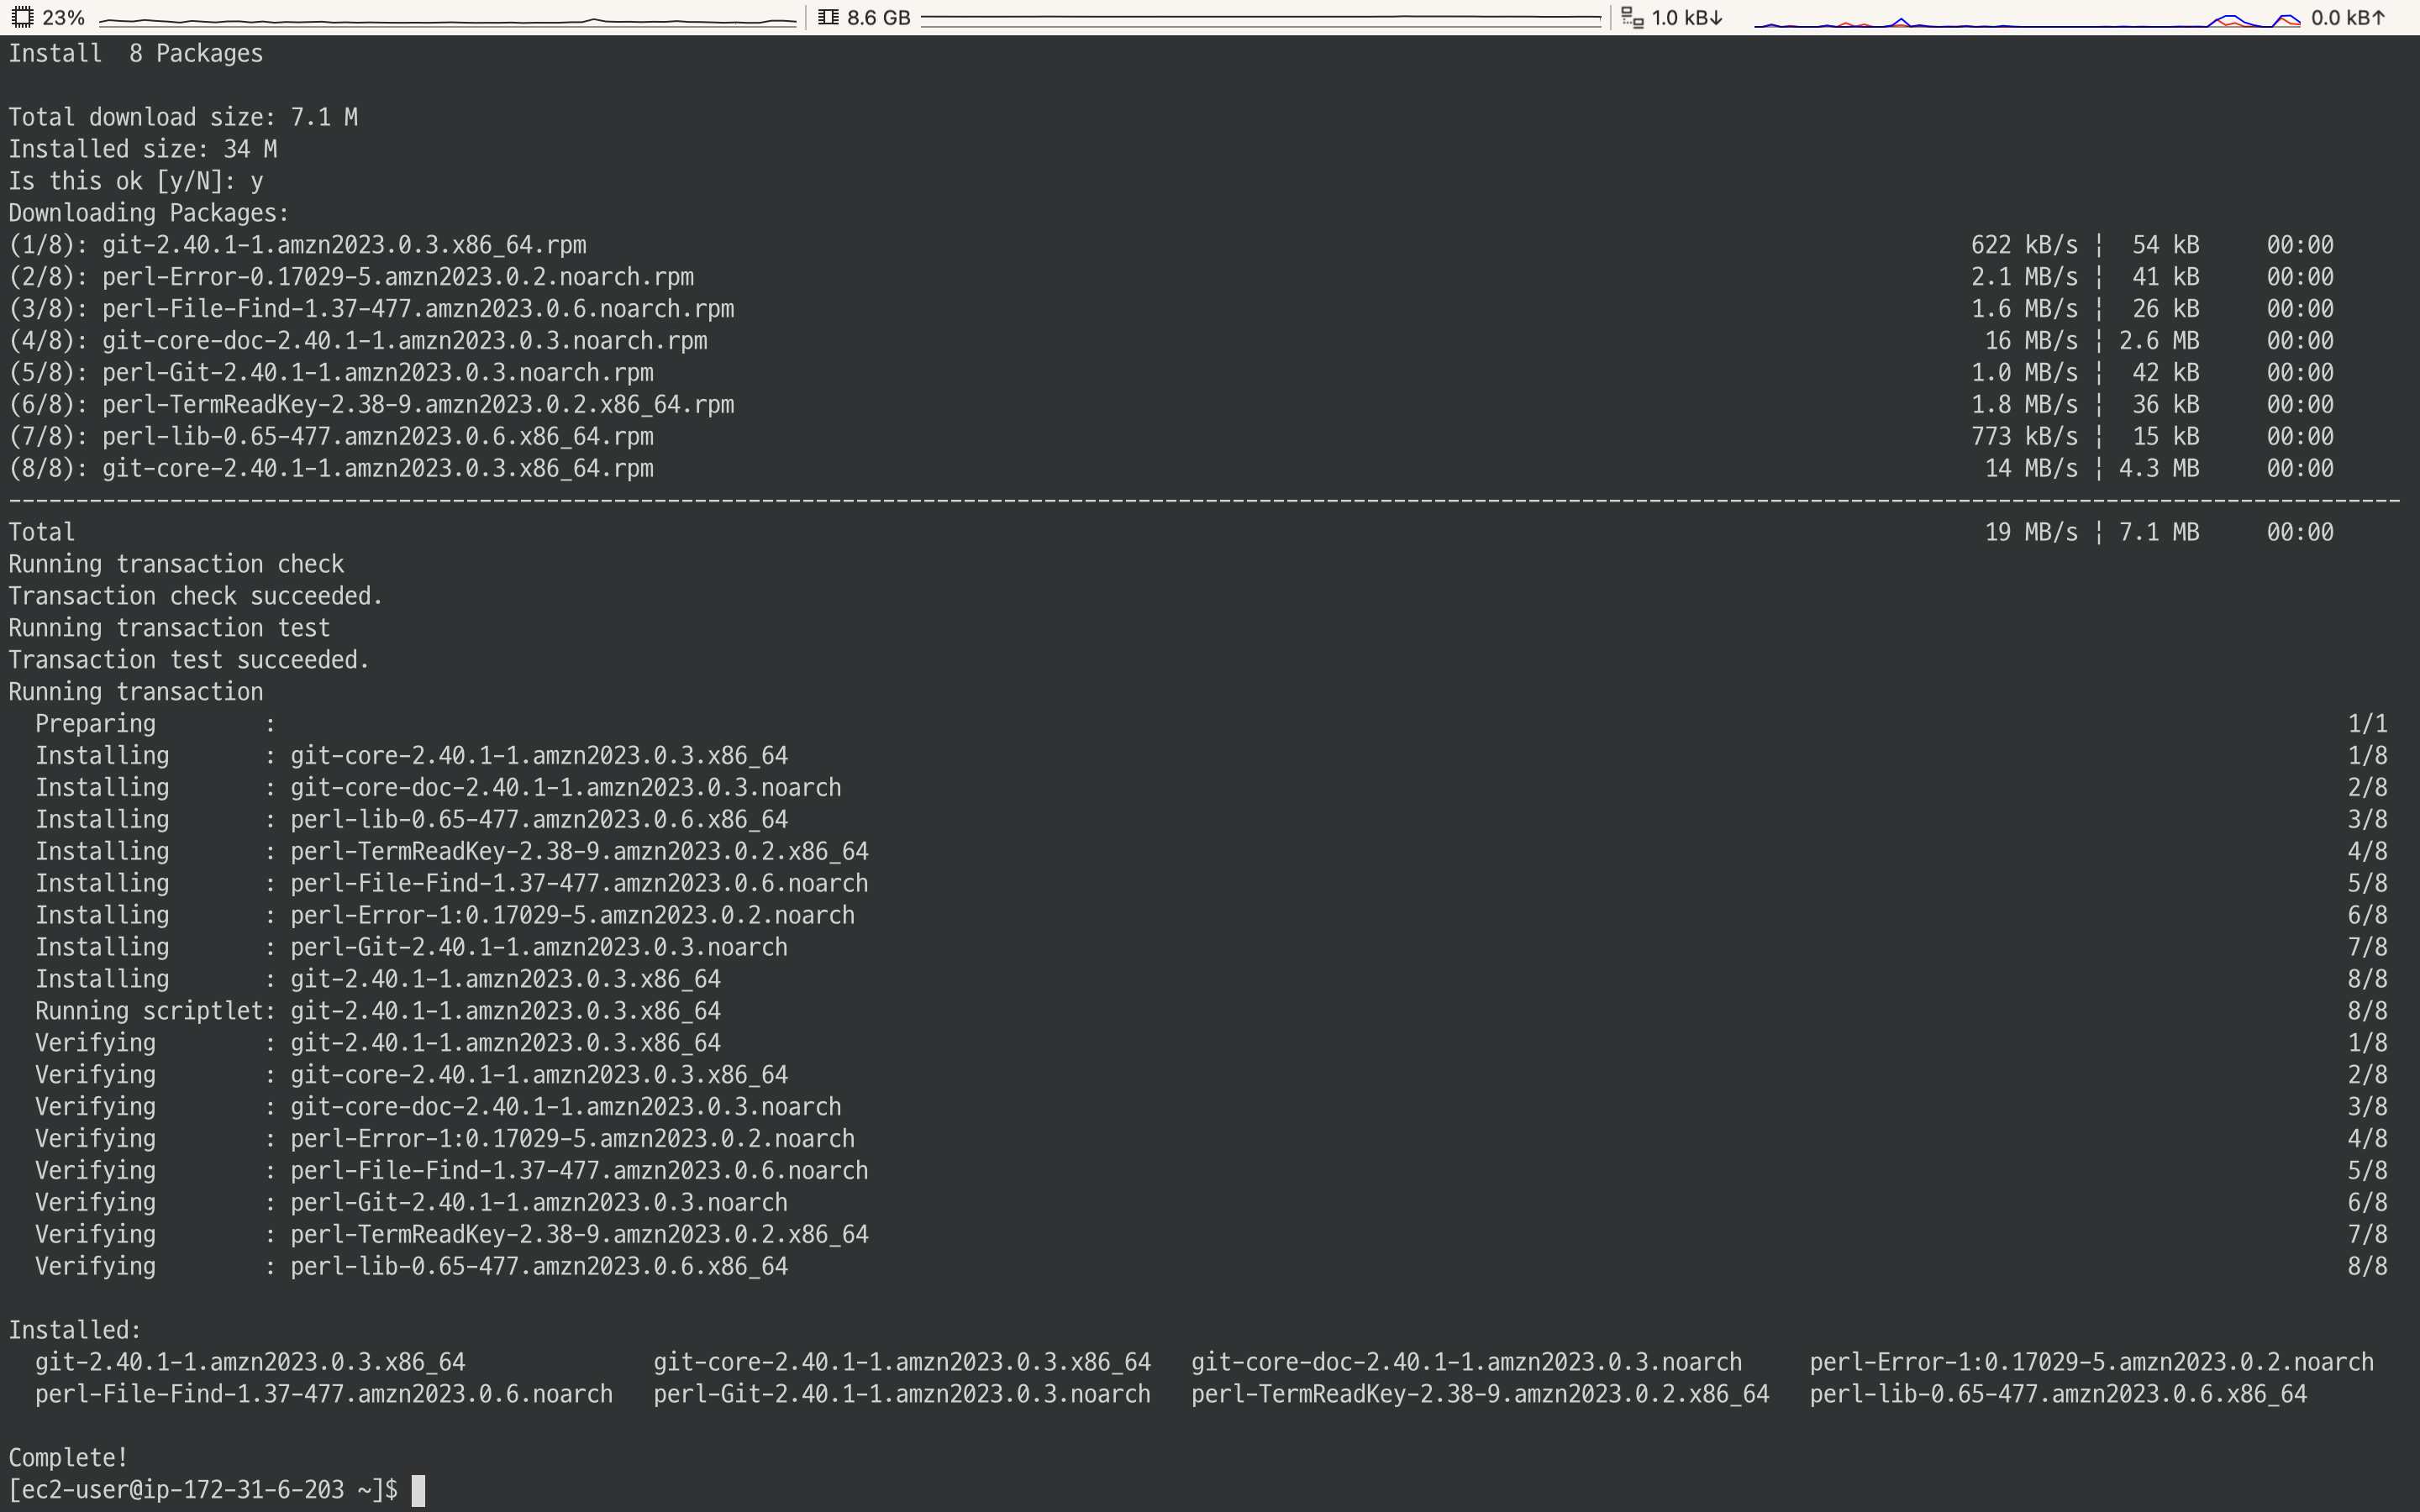 23% 8.6 GB 1.0 kB↓ 0.0 kB↑
Install  8 Packages
Total download size: 7.1 M
Installed size: 34 M
Is this ok [y/N]: y
Downloading Packages:
(1/8): git-2.40.1-1.amzn2023.0.3.x86_64.rpm 622 kB/s ¦ 54 kB 00:00
(2/8): perl-Error-0.17029-5.amzn2023.0.2.noarch.rpm 2.1 MB/s ¦ 41 kB 00:00
(3/8): perl-File-Find-1.37-477.amzn2023.0.6.noarch.rpm 1.6 MB/s ¦ 26 kB 00:00
(4/8): git-core-doc-2.40.1-1.amzn2023.0.3.noarch.rpm 16 MB/s ¦ 2.6 MB 00:00
(5/8): perl-Git-2.40.1-1.amzn2023.0.3.noarch.rpm 1.0 MB/s ¦ 42 kB 00:00
(6/8): perl-TermReadKey-2.38-9.amzn2023.0.2.x86_64.rpm 1.8 MB/s ¦ 36 kB 00:00
(7/8): perl-lib-0.65-477.amzn2023.0.6.x86_64.rpm 773 kB/s ¦ 15 kB 00:00
(8/8): git-core-2.40.1-1.amzn2023.0.3.x86_64.rpm 14 MB/s ¦ 4.3 MB 00:00
--------------------------------------------------------------------------------
Total 19 MB/s ¦ 7.1 MB 00:00
Running transaction check
Transaction check succeeded.
Running transaction test
Transaction test succeeded.
Running transaction
  Preparing        : 1/1
  Installing       : git-core-2.40.1-1.amzn2023.0.3.x86_64 1/8
  Installing       : git-core-doc-2.40.1-1.amzn2023.0.3.noarch 2/8
  Installing       : perl-lib-0.65-477.amzn2023.0.6.x86_64 3/8
  Installing       : perl-TermReadKey-2.38-9.amzn2023.0.2.x86_64 4/8
  Installing       : perl-File-Find-1.37-477.amzn2023.0.6.noarch 5/8
  Installing       : perl-Error-1:0.17029-5.amzn2023.0.2.noarch 6/8
  Installing       : perl-Git-2.40.1-1.amzn2023.0.3.noarch 7/8
  Installing       : git-2.40.1-1.amzn2023.0.3.x86_64 8/8
  Running scriptlet: git-2.40.1-1.amzn2023.0.3.x86_64 8/8
  Verifying        : git-2.40.1-1.amzn2023.0.3.x86_64 1/8
  Verifying        : git-core-2.40.1-1.amzn2023.0.3.x86_64 2/8
  Verifying        : git-core-doc-2.40.1-1.amzn2023.0.3.noarch 3/8
  Verifying        : perl-Error-1:0.17029-5.amzn2023.0.2.noarch 4/8
  Verifying        : perl-File-Find-1.37-477.amzn2023.0.6.noarch 5/8
  Verifying        : perl-Git-2.40.1-1.amzn2023.0.3.noarch 6/8
  Verifying        : perl-TermReadKey-2.38-9.amzn2023.0.2.x86_64 7/8
  Verifying        : perl-lib-0.65-477.amzn2023.0.6.x86_64 8/8
Installed:
  git-2.40.1-1.amzn2023.0.3.x86_64 git-core-2.40.1-1.amzn2023.0.3.x86_64 git-core-doc-2.40.1-1.amzn2023.0.3.noarch perl-Error-1:0.17029-5.amzn2023.0.2.noarch
  perl-File-Find-1.37-477.amzn2023.0.6.noarch perl-Git-2.40.1-1.amzn2023.0.3.noarch perl-TermReadKey-2.38-9.amzn2023.0.2.x86_64 perl-lib-0.65-477.amzn2023.0.6.x86_64
Complete!
[ec2-user@ip-172-31-6-203 ~]$